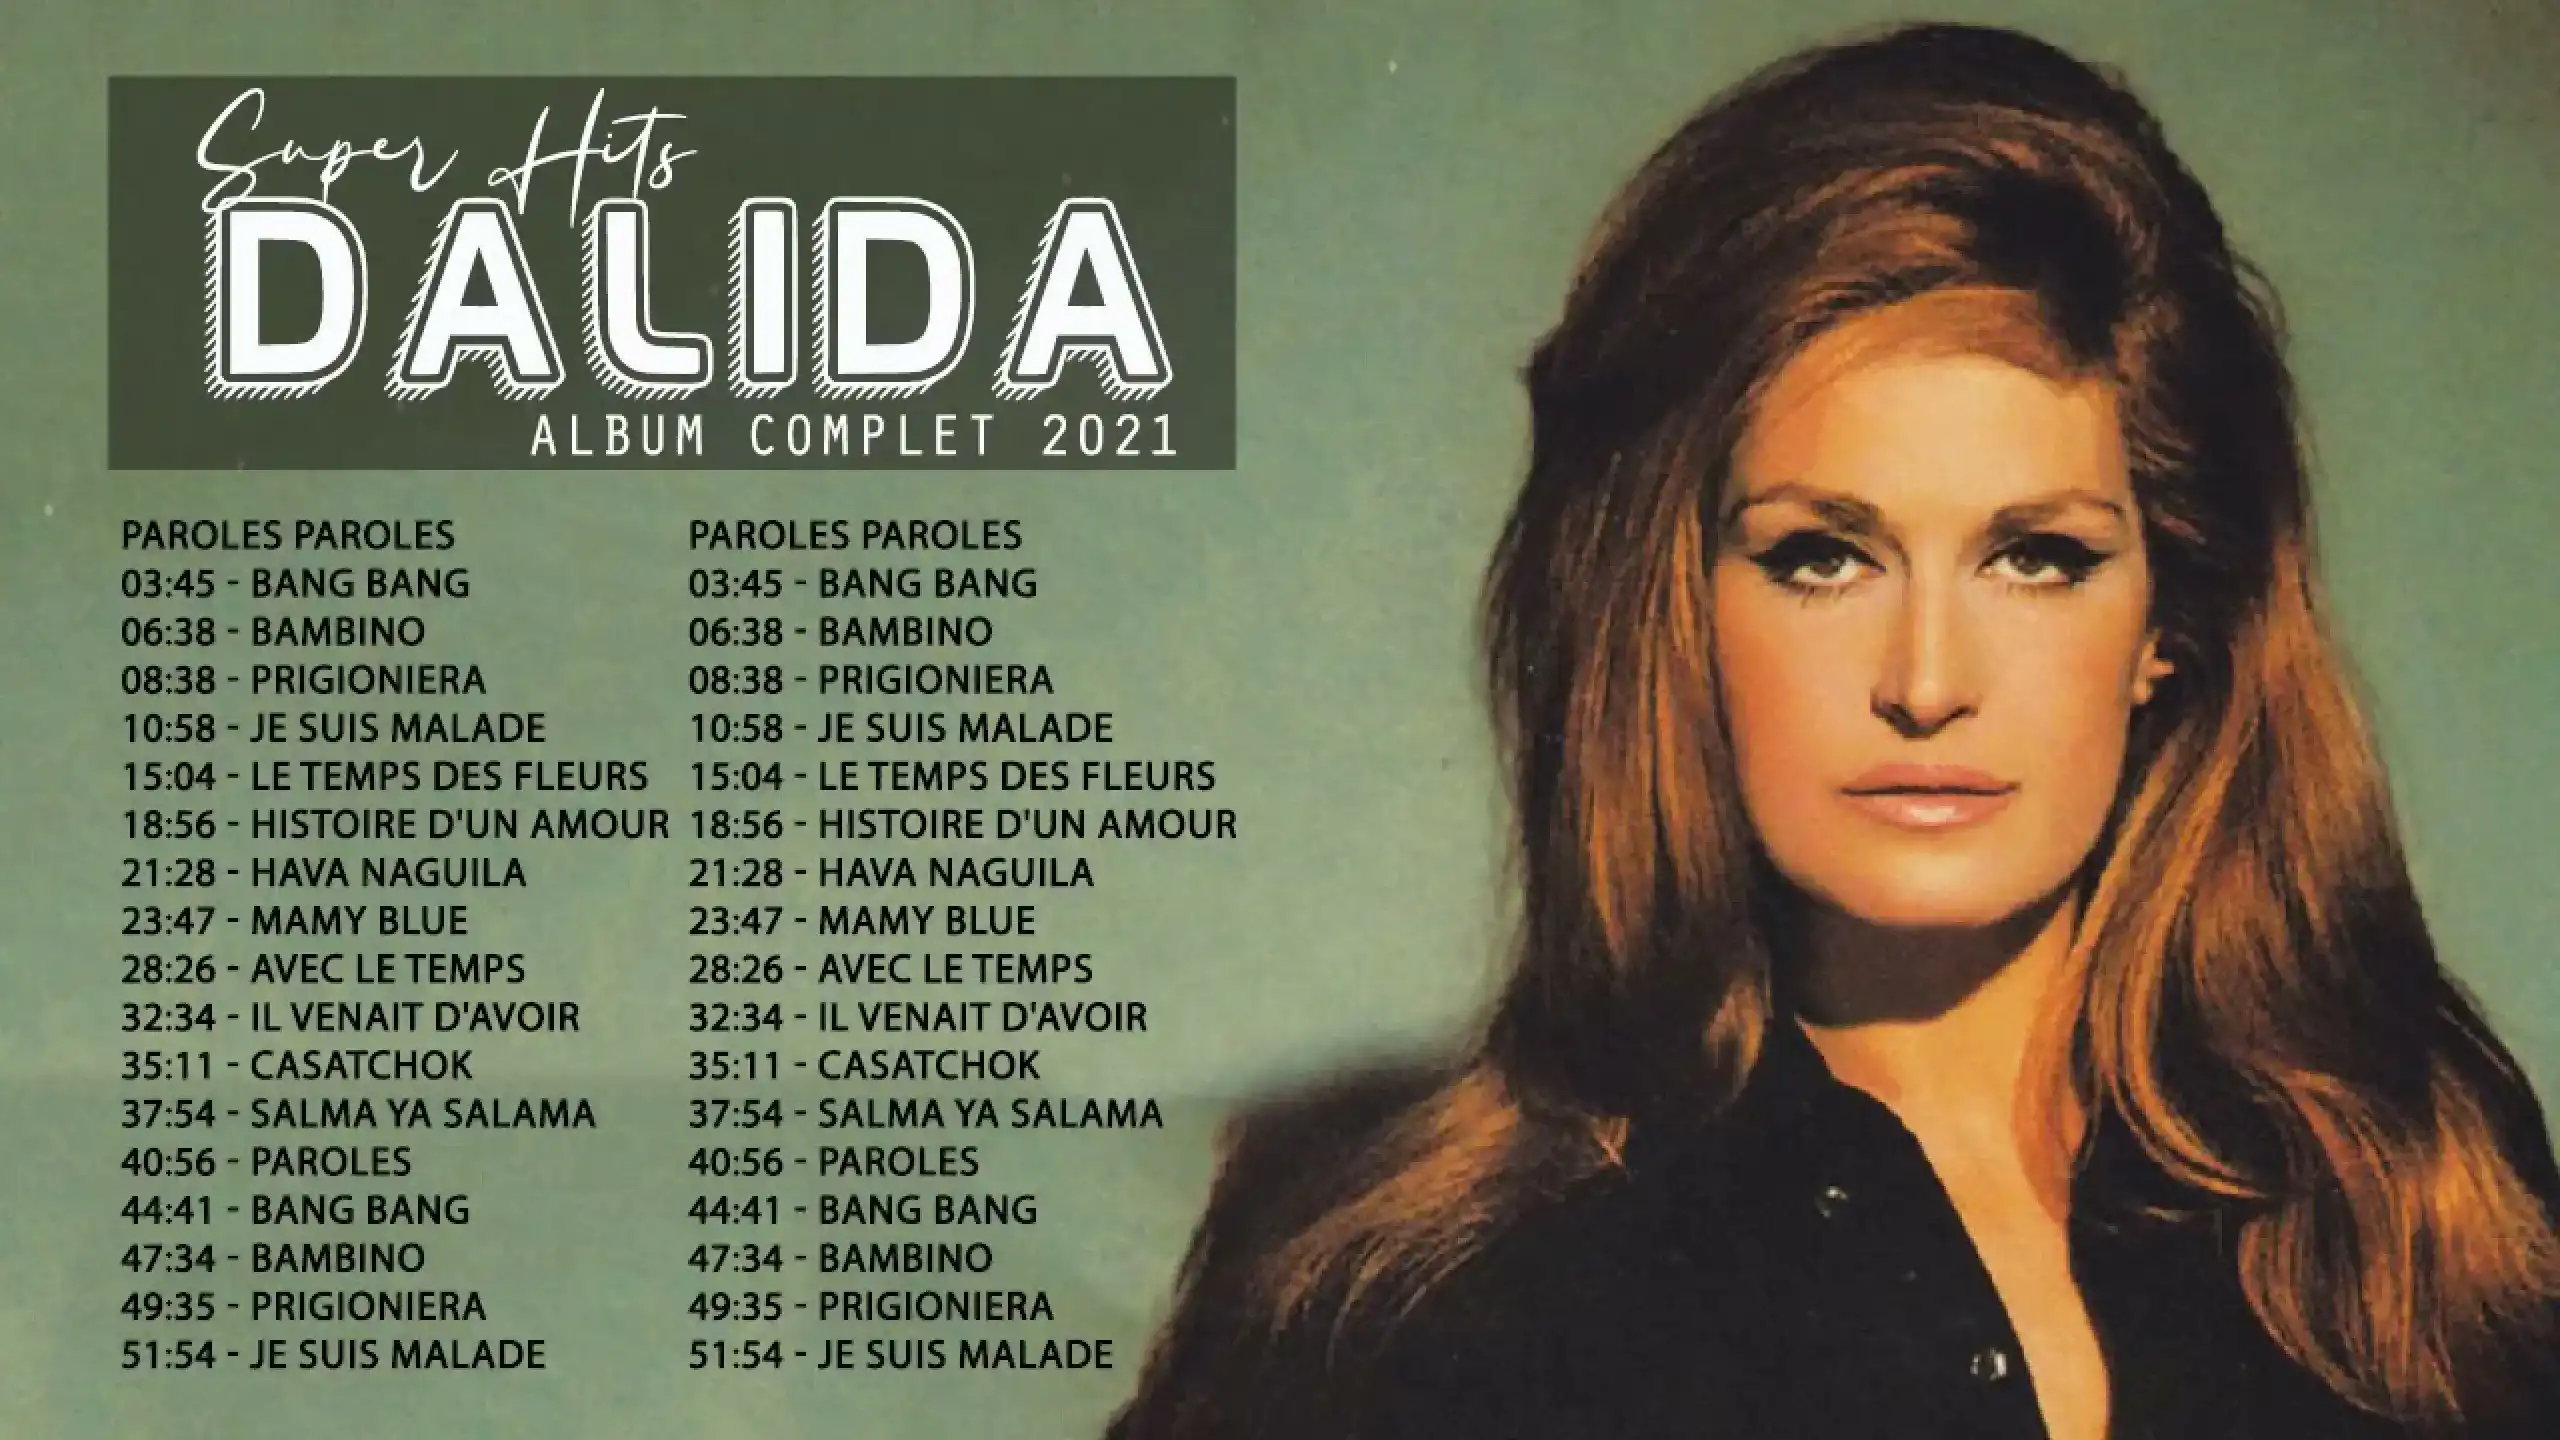 Super Hits
DALIDA
ALBUM COMPLET 2021
PAROLES PAROLES
03:45 - BANG BANG
06:38 - BAMBINO
08:38 - PRIGIONIERA
10:58 - JE SUIS MALADE
15:04 - LE TEMPS DES FLEURS
18:56 - HISTOIRE D'UN AMOUR
21:28 - HAVA NAGUILA
23:47 - MAMY BLUE
28:26 - AVEC LE TEMPS
32:34 - IL VENAIT D'AVOIR
35:11 - CASATCHOK
37:54 - SALMA YA SALAMA
40:56 - PAROLES
44:41 - BANG BANG
47:34 - BAMBINO
49:35 - PRIGIONIERA
51:54 - JE SUIS MALADE
PAROLES PAROLES
03:45 - BANG BANG
06:38 - BAMBINO
08:38 - PRIGIONIERA
10:58 - JE SUIS MALADE
15:04 - LE TEMPS DES FLEURS
18:56 - HISTOIRE D'UN AMOUR
21:28 - HAVA NAGUILA
23:47 - MAMY BLUE
28:26 - AVEC LE TEMPS
32:34 - IL VENAIT D'AVOIR
35:11 - CASATCHOK
37:54 - SALMA YA SALAMA
40:56 - PAROLES
44:41 - BANG BANG
47:34 - BAMBINO
49:35 - PRIGIONIERA
51:54 - JE SUIS MALADE